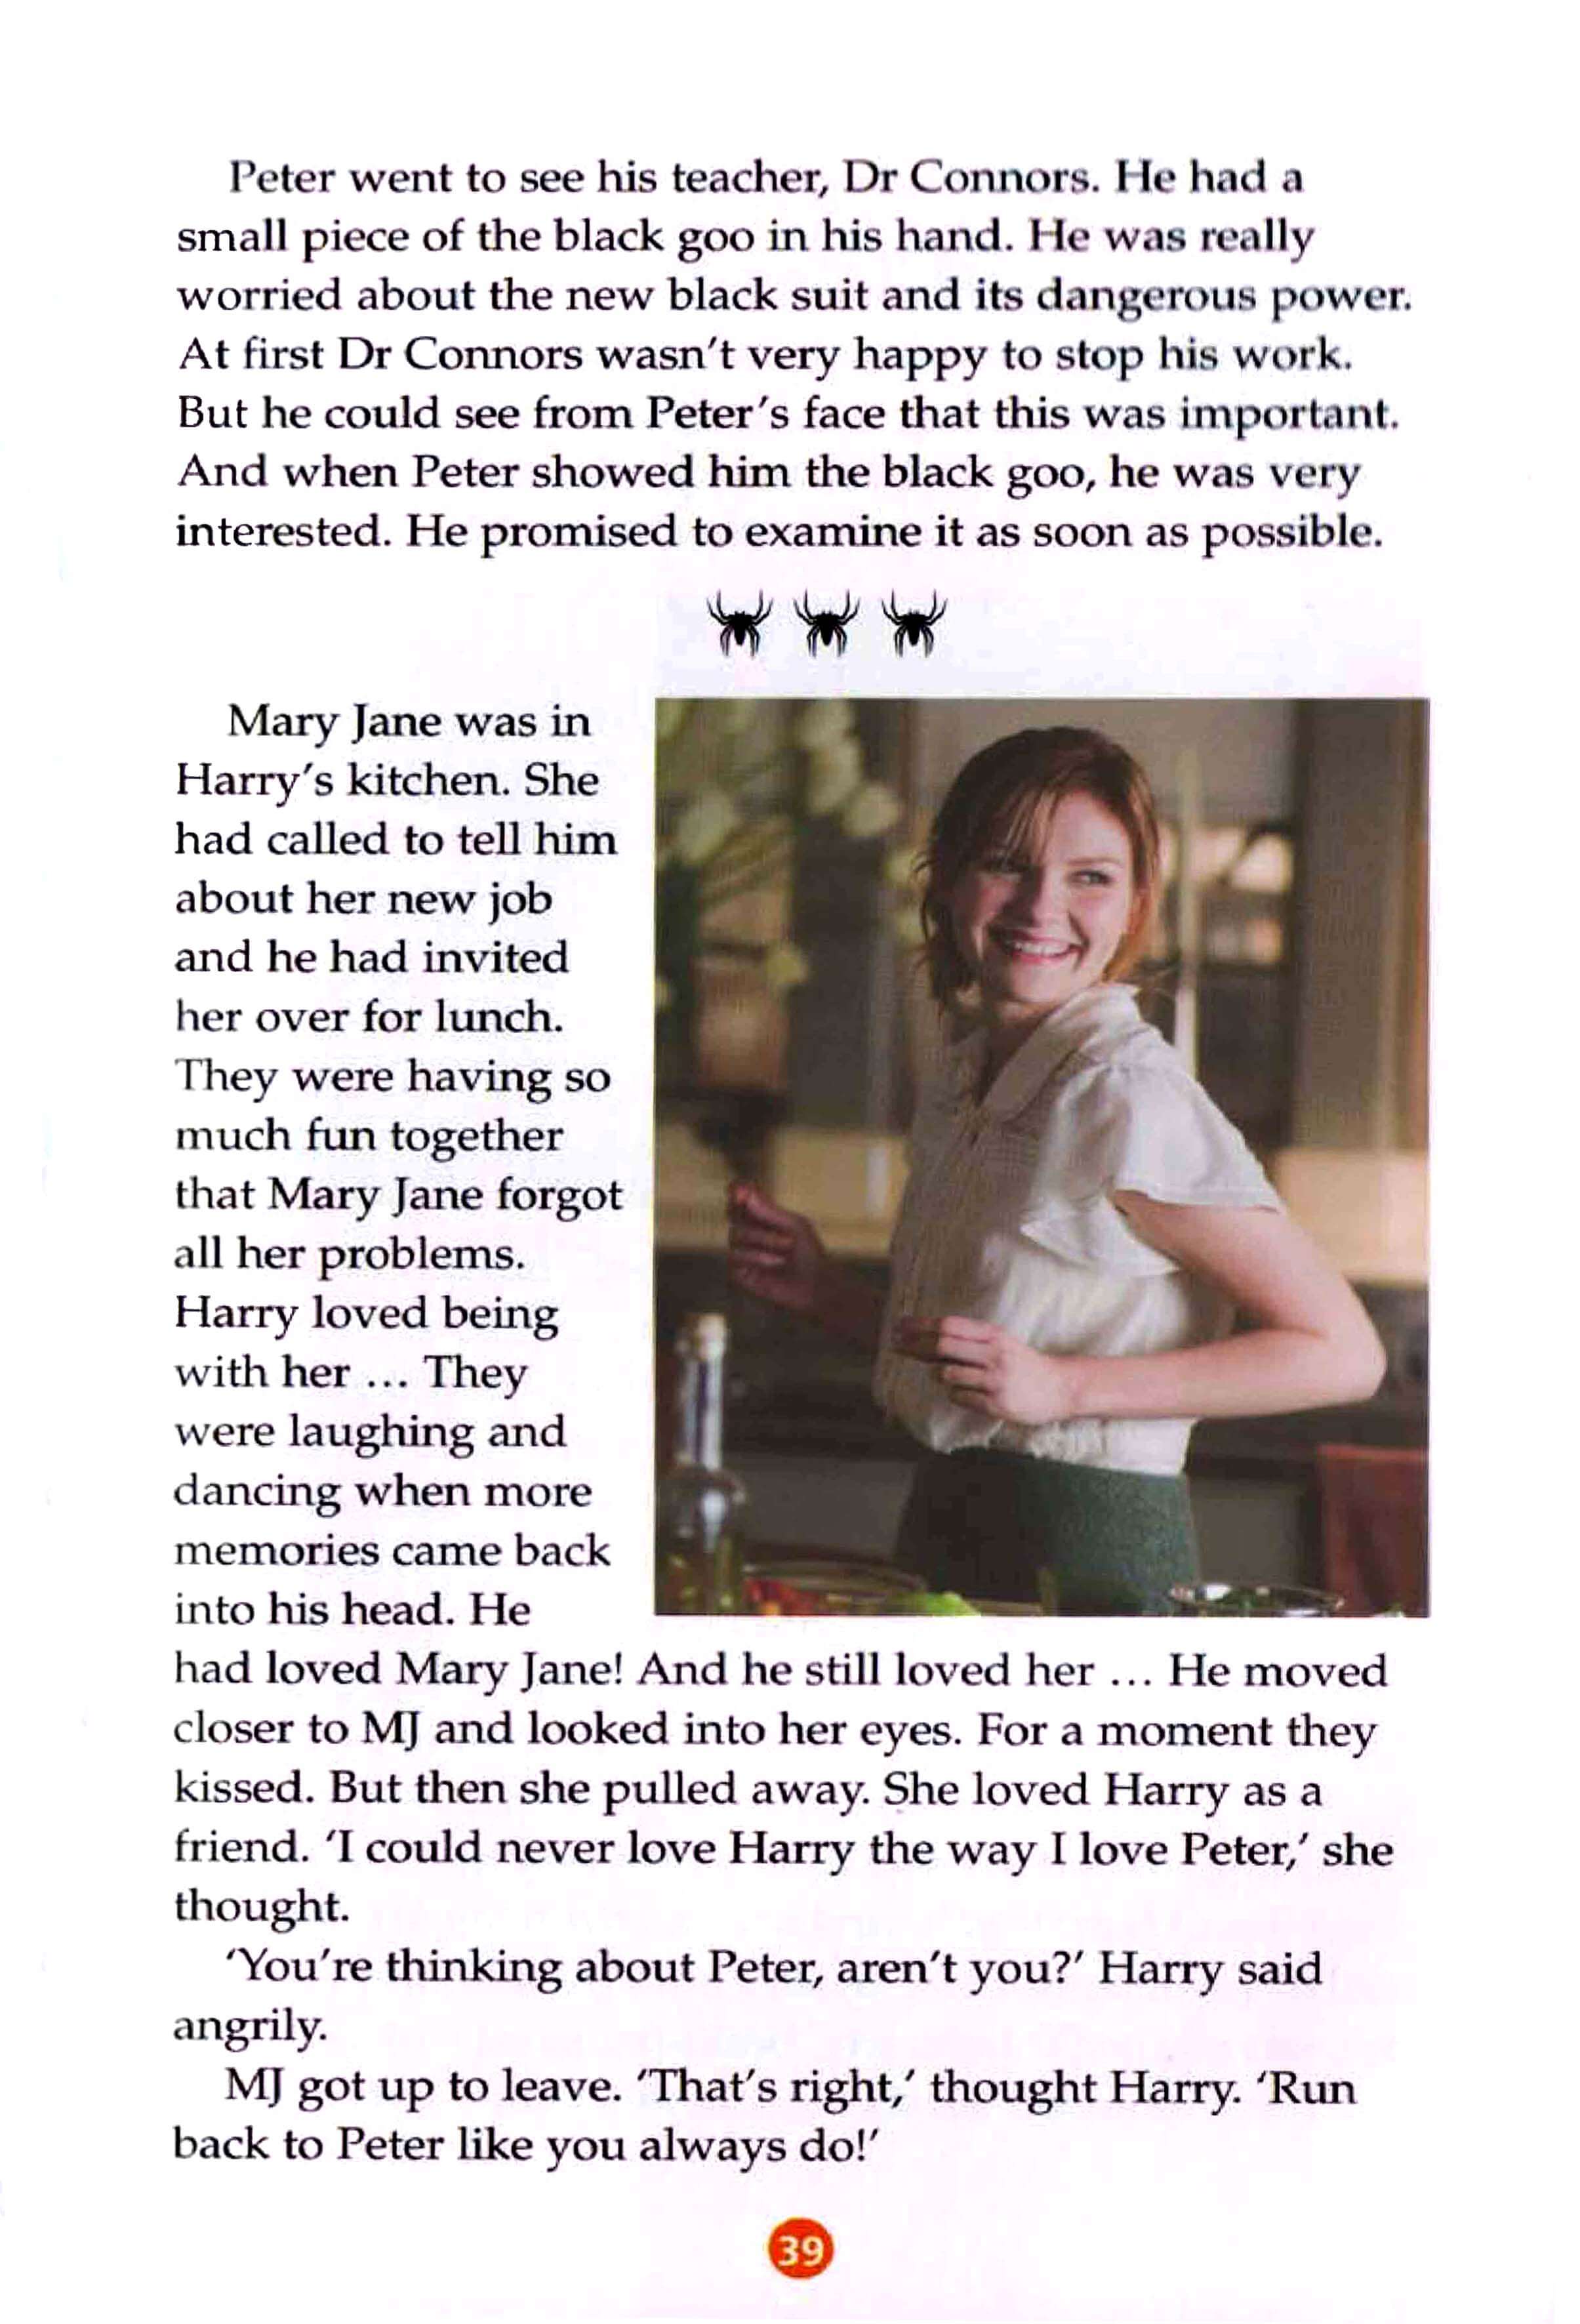 Peter went to see his teacher, Dr Connors. He had a
small piece of the black goo in his hand. He was really
worried about the new black suit and its dangerous power.
At first Dr Connors wasn't very happy to stop his work.
But he could see from Peter's face that this was important.
And when Peter showed him the black goo, he was very
interested. He promised to examine it as soon as possible.
Mary Jane was in
Harry's kitchen. She
had called to tell him
about her new job
and he had invited
her over for lunch.
They were having so
much fun together
that Mary Jane forgot
all her problems.
Harry loved being
with her … They
were laughing and
dancing when more
memories came back
into his head. He
had loved Mary Jane! And he still loved her … He moved
closer to MJ and looked into her eyes. For a moment they
kissed. But then she pulled away. She loved Harry as a
friend. 'I could never love Harry the way I love Peter,' she
thought.
'You're thinking about Peter, aren't you?' Harry said
angrily.
MJ got up to leave. 'That's right,' thought Harry. 'Run
back to Peter like you always do!'
39